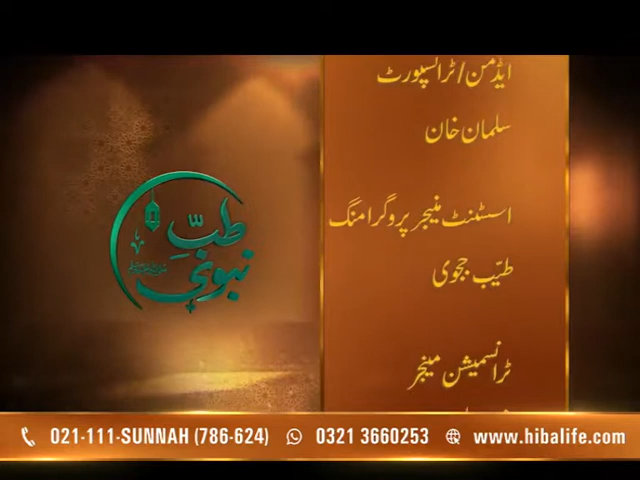 ایڈمن/ٹرانسپورٹ
سلمان خان
اسسٹنٹ منیجر پروگرامنگ
طیّب ججوی
ٹرانسمیشن منیجر
طبِّ
نبوی
021-111-SUNNAH (786-624) 0321 3660253 www.hibalife.com